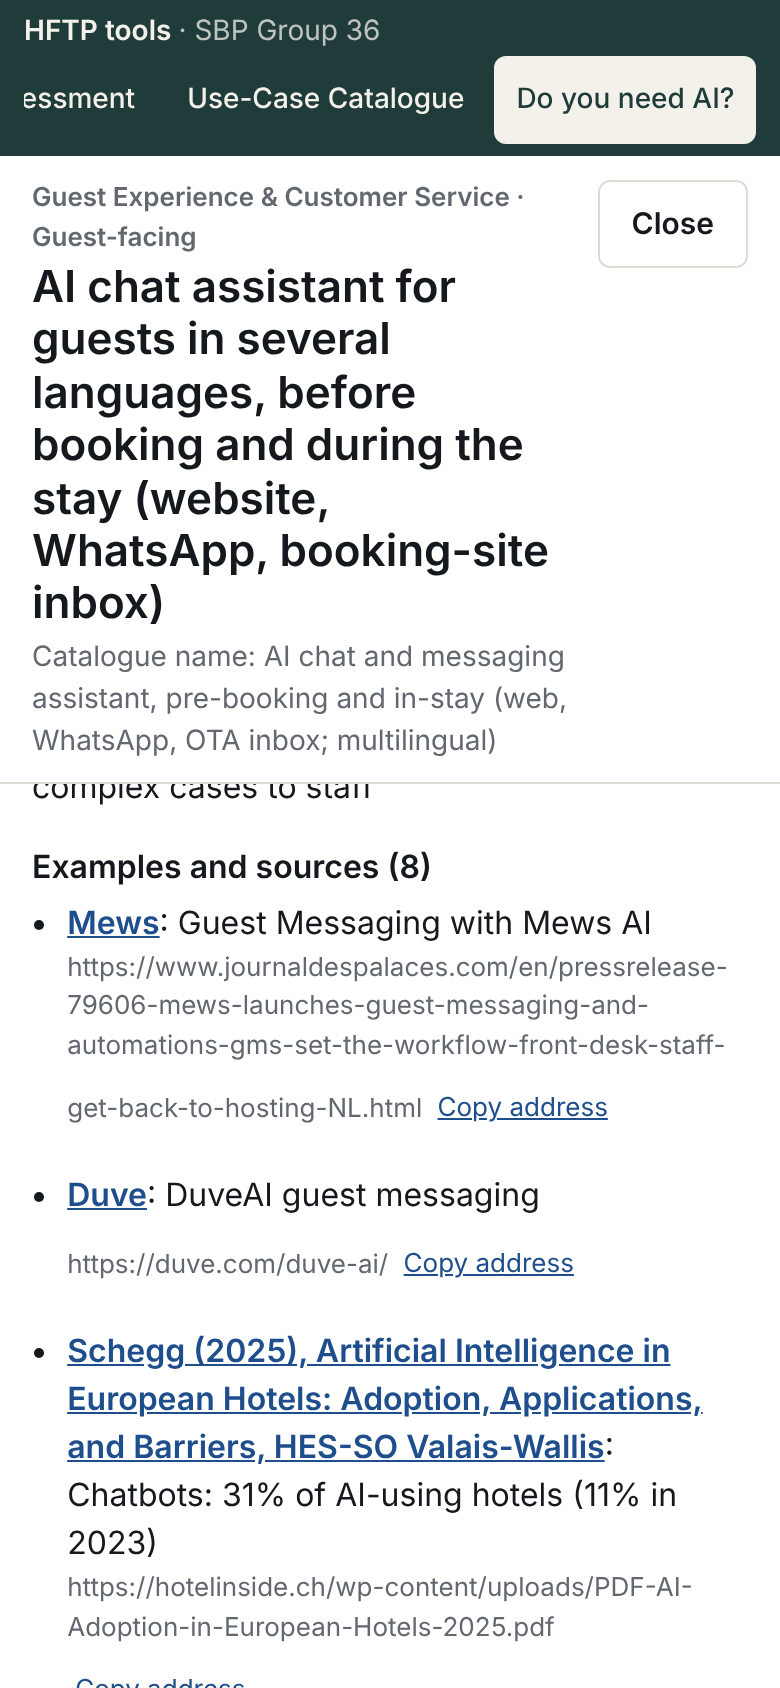 HFTP tools · SBP Group 36
essment Use-Case Catalogue Do you need AI?
Guest Experience & Customer Service ·
Guest-facing
Close
AI chat assistant for
guests in several
languages, before
booking and during the
stay (website,
WhatsApp, booking-site
inbox)
Catalogue name: AI chat and messaging
assistant, pre-booking and in-stay (web,
WhatsApp, OTA inbox; multilingual)
complex cases to staff
Examples and sources (8)
• Mews: Guest Messaging with Mews AI
https://www.journaldespalaces.com/en/pressrelease-
79606-mews-launches-guest-messaging-and-
automations-gms-set-the-workflow-front-desk-staff-
get-back-to-hosting-NL.html Copy address
• Duve: DuveAI guest messaging
https://duve.com/duve-ai/ Copy address
• Schegg (2025), Artificial Intelligence in
European Hotels: Adoption, Applications,
and Barriers, HES-SO Valais-Wallis:
Chatbots: 31% of AI-using hotels (11% in
2023)
https://hotelinside.ch/wp-content/uploads/PDF-AI-
Adoption-in-European-Hotels-2025.pdf
Copy address